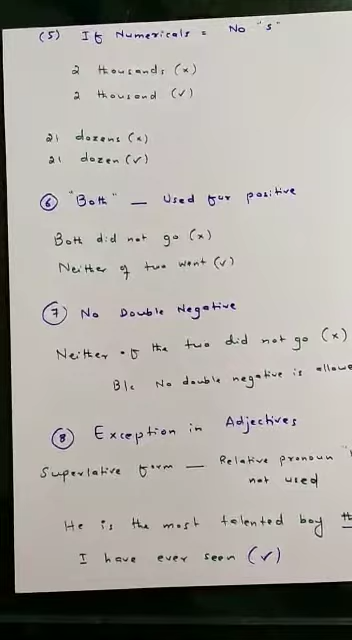 (5) If Numericals = No "s"
2 thousands (x)
2 thousand (✓)
21 dozens (x)
21 dozen (✓)
⑥ "Both" — Used for positive
Both did not go (x)
Neither of two went (✓)
⑦ No Double Negative
Neither of the two did not go (x)
B/c No double negative is allowe
⑧ Exception in Adjectives
Superlative form — Relative pronoun
not used
He is the most talented boy th
I have ever seen (✓)